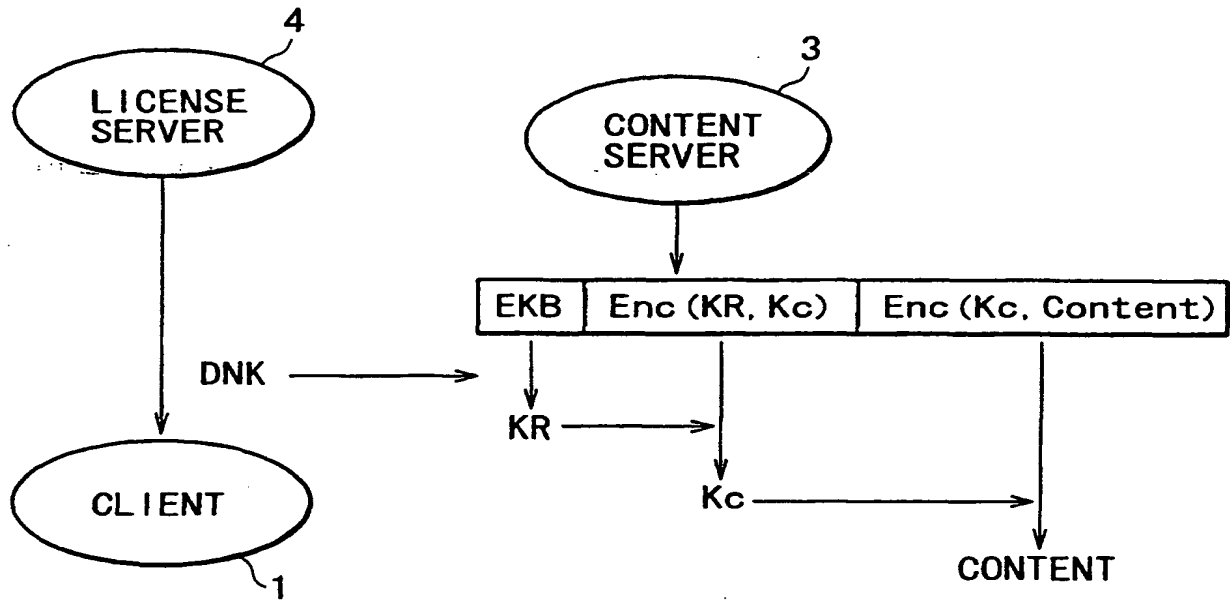 4
LICENSE
SERVER
3
CONTENT
SERVER
EKB
Enc (KR, Kc)
Enc (Kc, Content)
DNK
KR
Kc
CLIENT
CONTENT
1